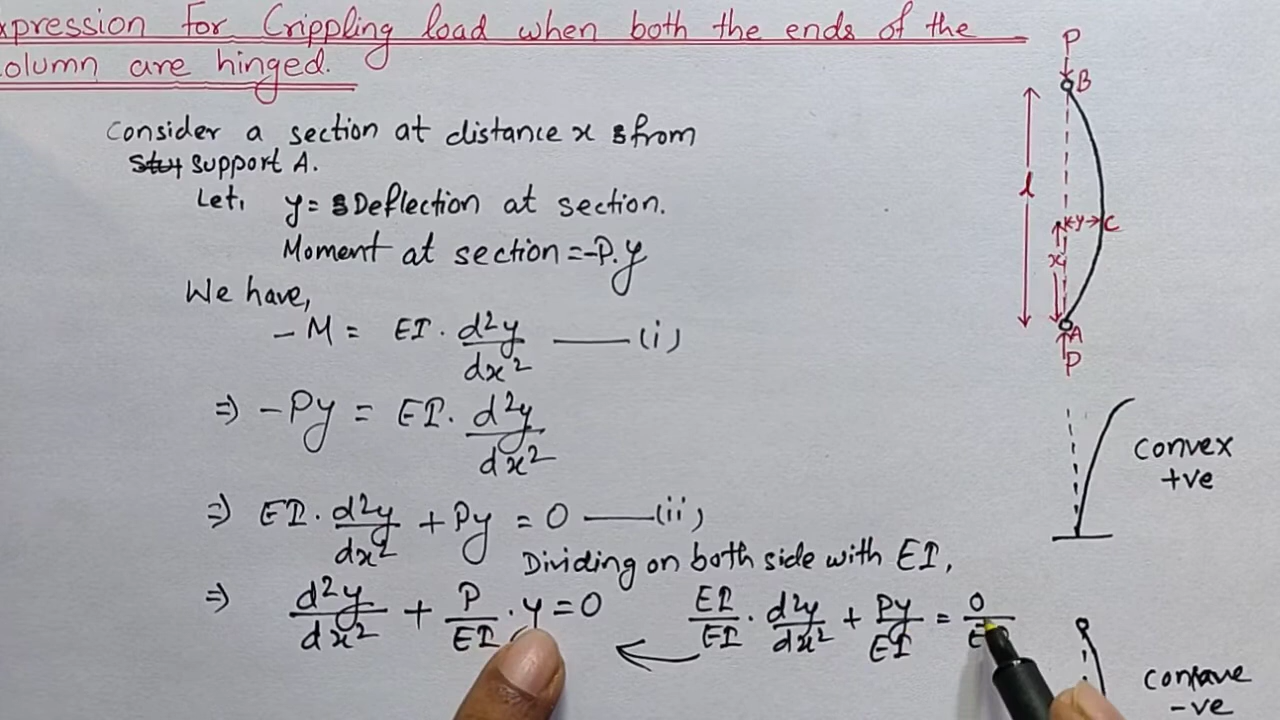 xpression for Crippling load when both the ends of the
olumn are hinged.
Consider a section at distance x from
support A.
Let, y = Deflection at section.
Moment at section = -P.y
We have,
- M = EI . d²y/dx² ——(i)
⇒ -Py = EI. d²y/dx²
⇒ EI . d²y/dx² + Py = 0 ——(ii)
Dividing on both side with EI,
⇒ d²y/dx² + P/EI . y = 0
EI/EI . d²y/dx² + Py/EI = 0/EI
P
B
l
y
C
x
A
P
convex
+ve
concave
-ve